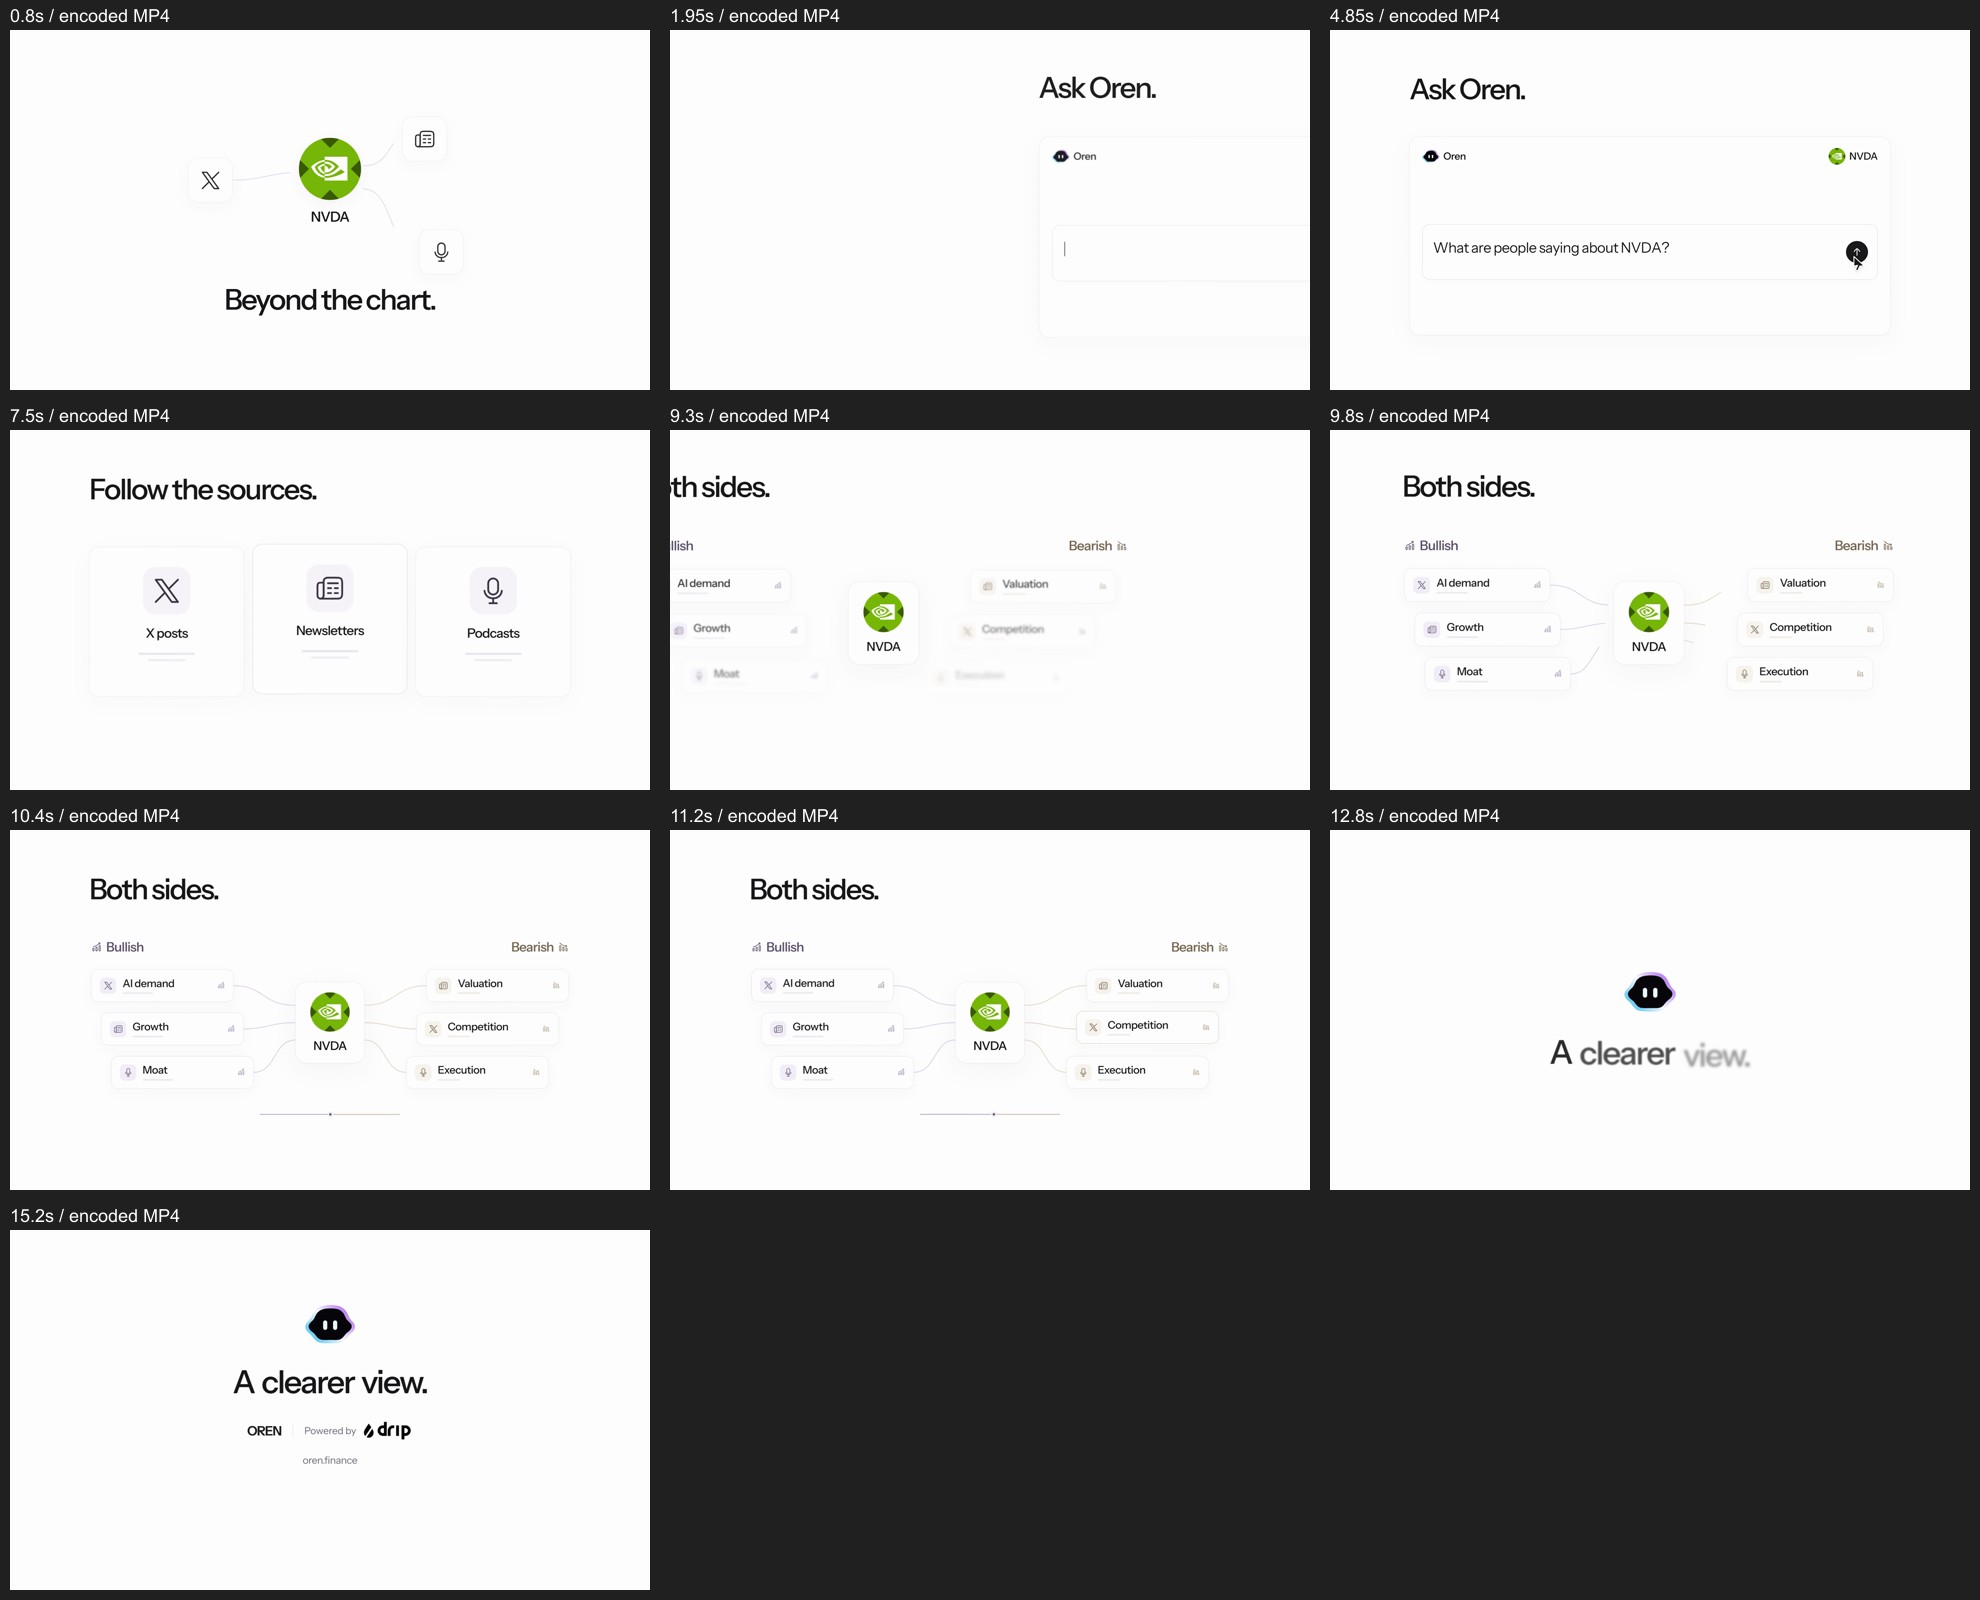 0.8s / encoded MP4
NVDA
Beyond the chart.
1.95s / encoded MP4
Ask Oren.
Oren
4.85s / encoded MP4
Ask Oren.
Oren
NVDA
What are people saying about NVDA?
7.5s / encoded MP4
Follow the sources.
X posts
Newsletters
Podcasts
9.3s / encoded MP4
th sides.
llish
Bearish
AI demand
Valuation
Growth
Competition
NVDA
Moat
Execution
9.8s / encoded MP4
Both sides.
Bullish
Bearish
AI demand
Valuation
Growth
Competition
NVDA
Moat
Execution
10.4s / encoded MP4
Both sides.
Bullish
Bearish
AI demand
Valuation
Growth
Competition
NVDA
Moat
Execution
11.2s / encoded MP4
Both sides.
Bullish
Bearish
AI demand
Valuation
Growth
Competition
NVDA
Moat
Execution
12.8s / encoded MP4
A clearer view.
15.2s / encoded MP4
A clearer view.
OREN
Powered by drip
oren.finance